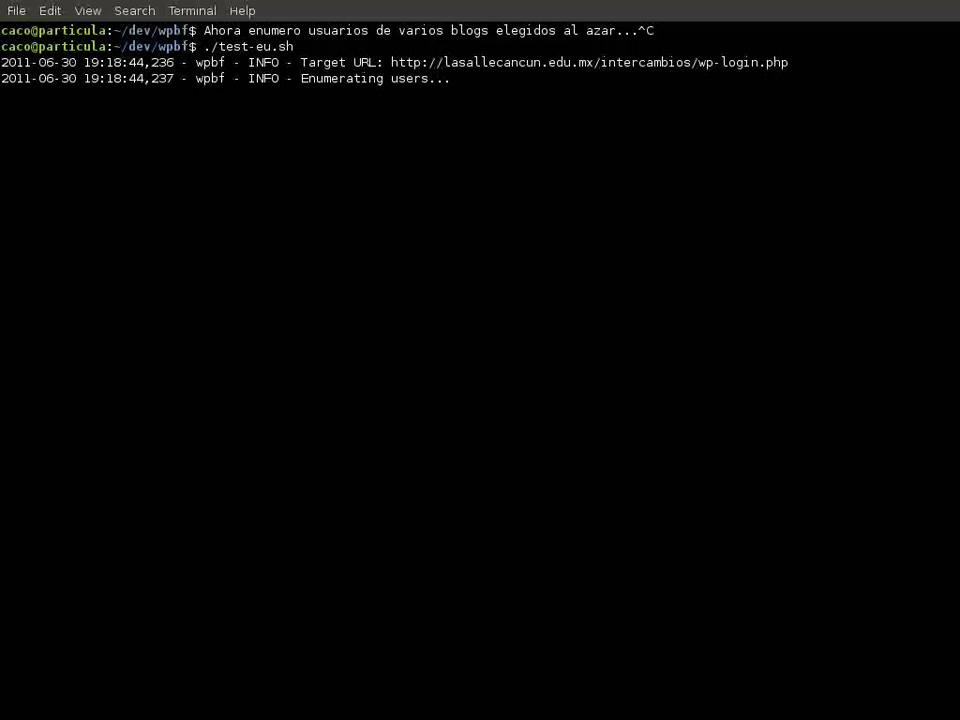 File Edit View Search Terminal Help
caco@particula:~/dev/wpbf$ Ahora enumero usuarios de varios blogs elegidos al azar...^C
caco@particula:~/dev/wpbf$ ./test-eu.sh
2011-06-30 19:18:44,236 - wpbf - INFO - Target URL: http://lasallecancun.edu.mx/intercambios/wp-login.php
2011-06-30 19:18:44,237 - wpbf - INFO - Enumerating users...